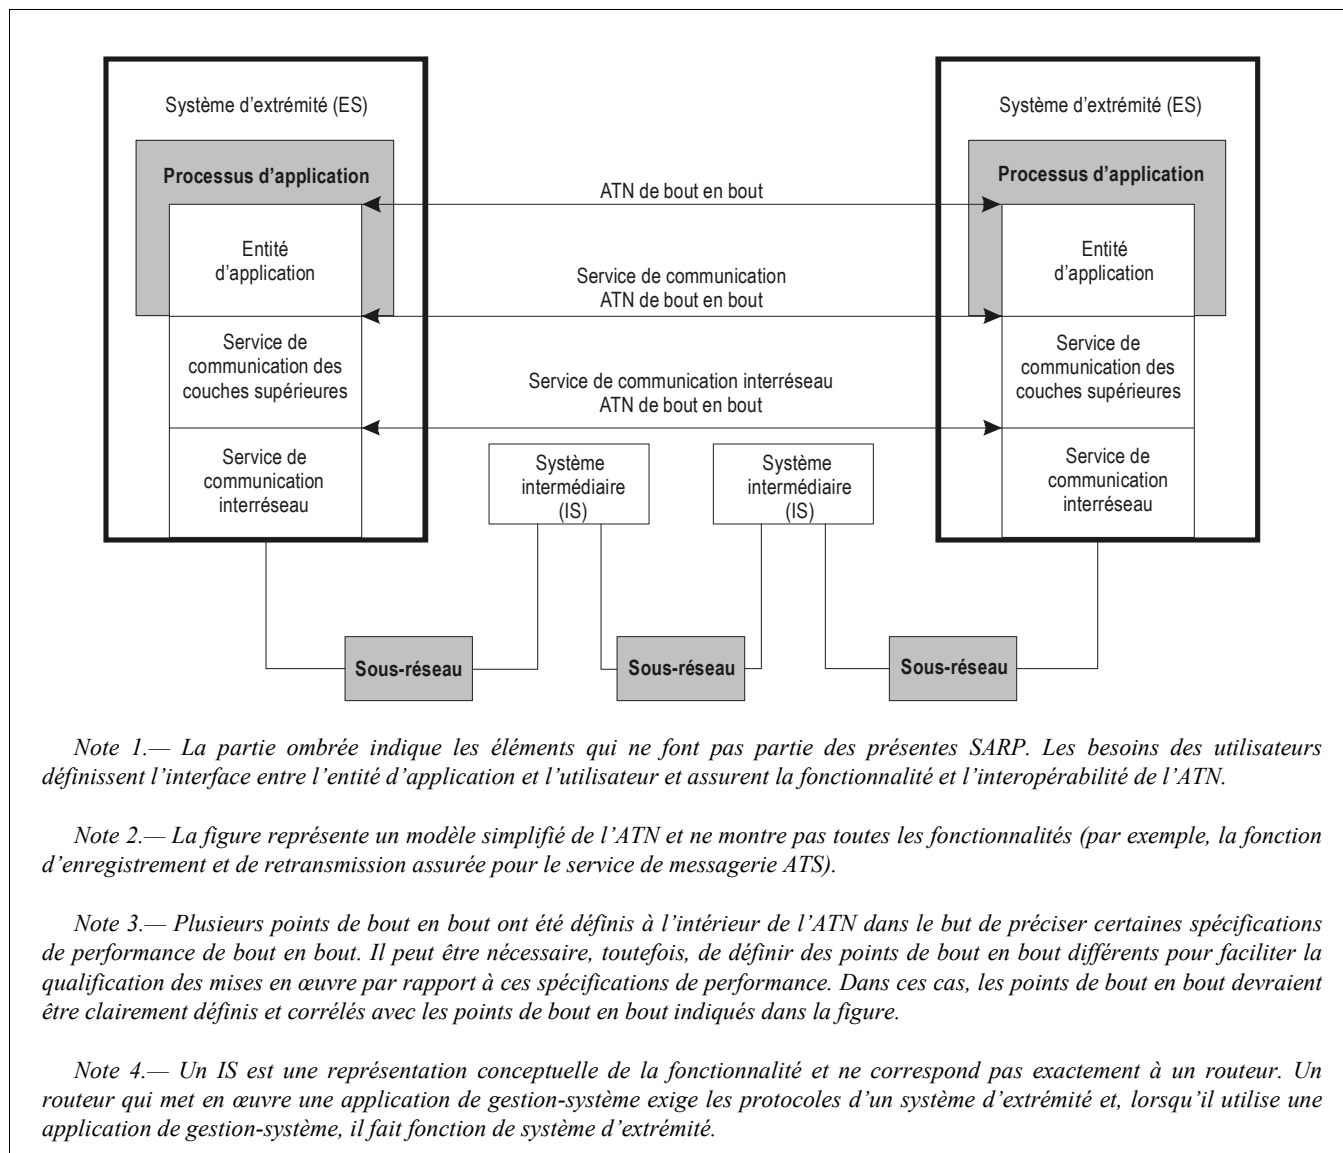 Système d’extrémité (ES)
Système d’extrémité (ES)
Processus d’application
Processus d’application
ATN de bout en bout
Entité
d’application
Entité
d’application
Service de communication
ATN de bout en bout
Service de
communication des
couches supérieures
Service de
communication des
couches supérieures
Service de communication interréseau
ATN de bout en bout
Service de
communication
interréseau
Système
intermédiaire
(IS)
Système
intermédiaire
(IS)
Service de
communication
interréseau
Sous-réseau
Sous-réseau
Sous-réseau
Note 1.— La partie ombrée indique les éléments qui ne font pas partie des présentes SARP. Les besoins des utilisateurs
définissent l’interface entre l’entité d’application et l’utilisateur et assurent la fonctionnalité et l’interopérabilité de l’ATN.
Note 2.— La figure représente un modèle simplifié de l’ATN et ne montre pas toutes les fonctionnalités (par exemple, la fonction
d’enregistrement et de retransmission assurée pour le service de messagerie ATS).
Note 3.— Plusieurs points de bout en bout ont été définis à l’intérieur de l’ATN dans le but de préciser certaines spécifications
de performance de bout en bout. Il peut être nécessaire, toutefois, de définir des points de bout en bout différents pour faciliter la
qualification des mises en œuvre par rapport à ces spécifications de performance. Dans ces cas, les points de bout en bout devraient
être clairement définis et corrélés avec les points de bout en bout indiqués dans la figure.
Note 4.— Un IS est une représentation conceptuelle de la fonctionnalité et ne correspond pas exactement à un routeur. Un
routeur qui met en œuvre une application de gestion-système exige les protocoles d’un système d’extrémité et, lorsqu’il utilise une
application de gestion-système, il fait fonction de système d’extrémité.